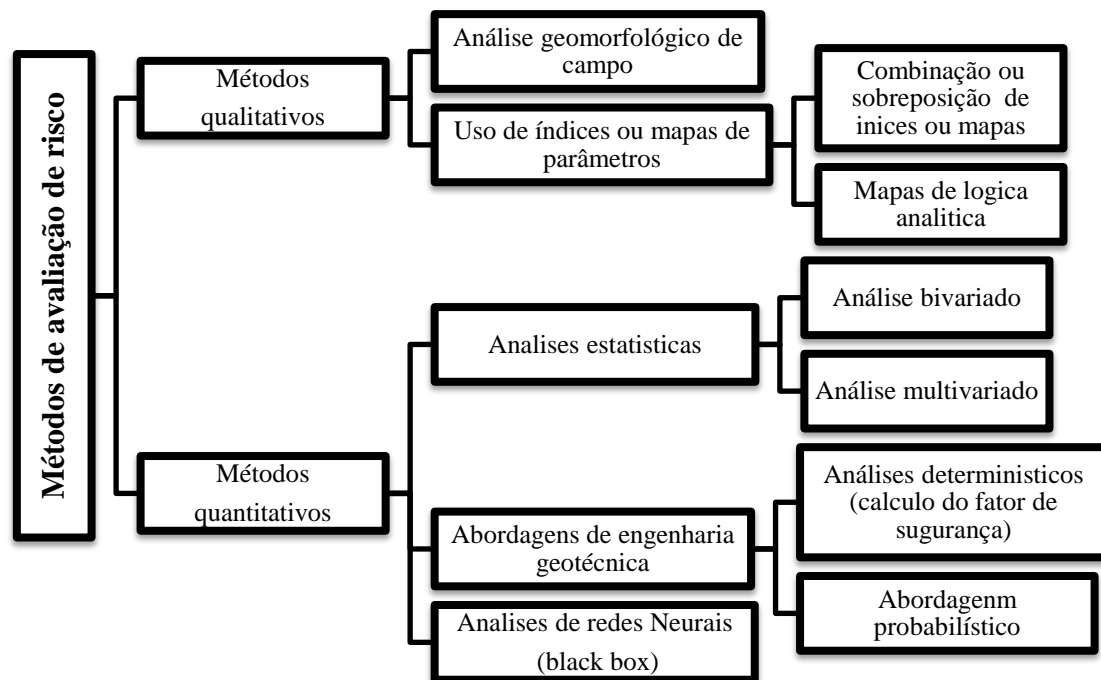 Métodos de avaliação de risco
Métodos
qualitativos
Análise geomorfológico de
campo
Uso de índices ou mapas de
parâmetros
Combinação ou
sobreposição de
inices ou mapas
Mapas de logica
analitica
Métodos
quantitativos
Analises estatisticas
Análise bivariado
Análise multivariado
Abordagens de engenharia
geotécnica
Análises deterministicos
(calculo do fator de
sugurança)
Abordagenm
probabilístico
Analises de redes Neurais
(black box)